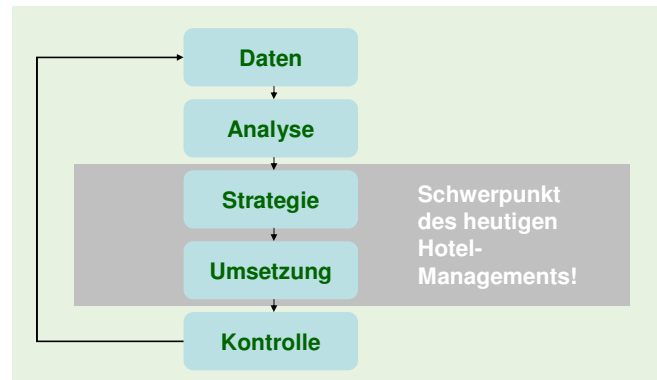 Daten
Analyse
Strategie
Umsetzung
Kontrolle
Schwerpunkt
des heutigen
Hotel-
Managements!